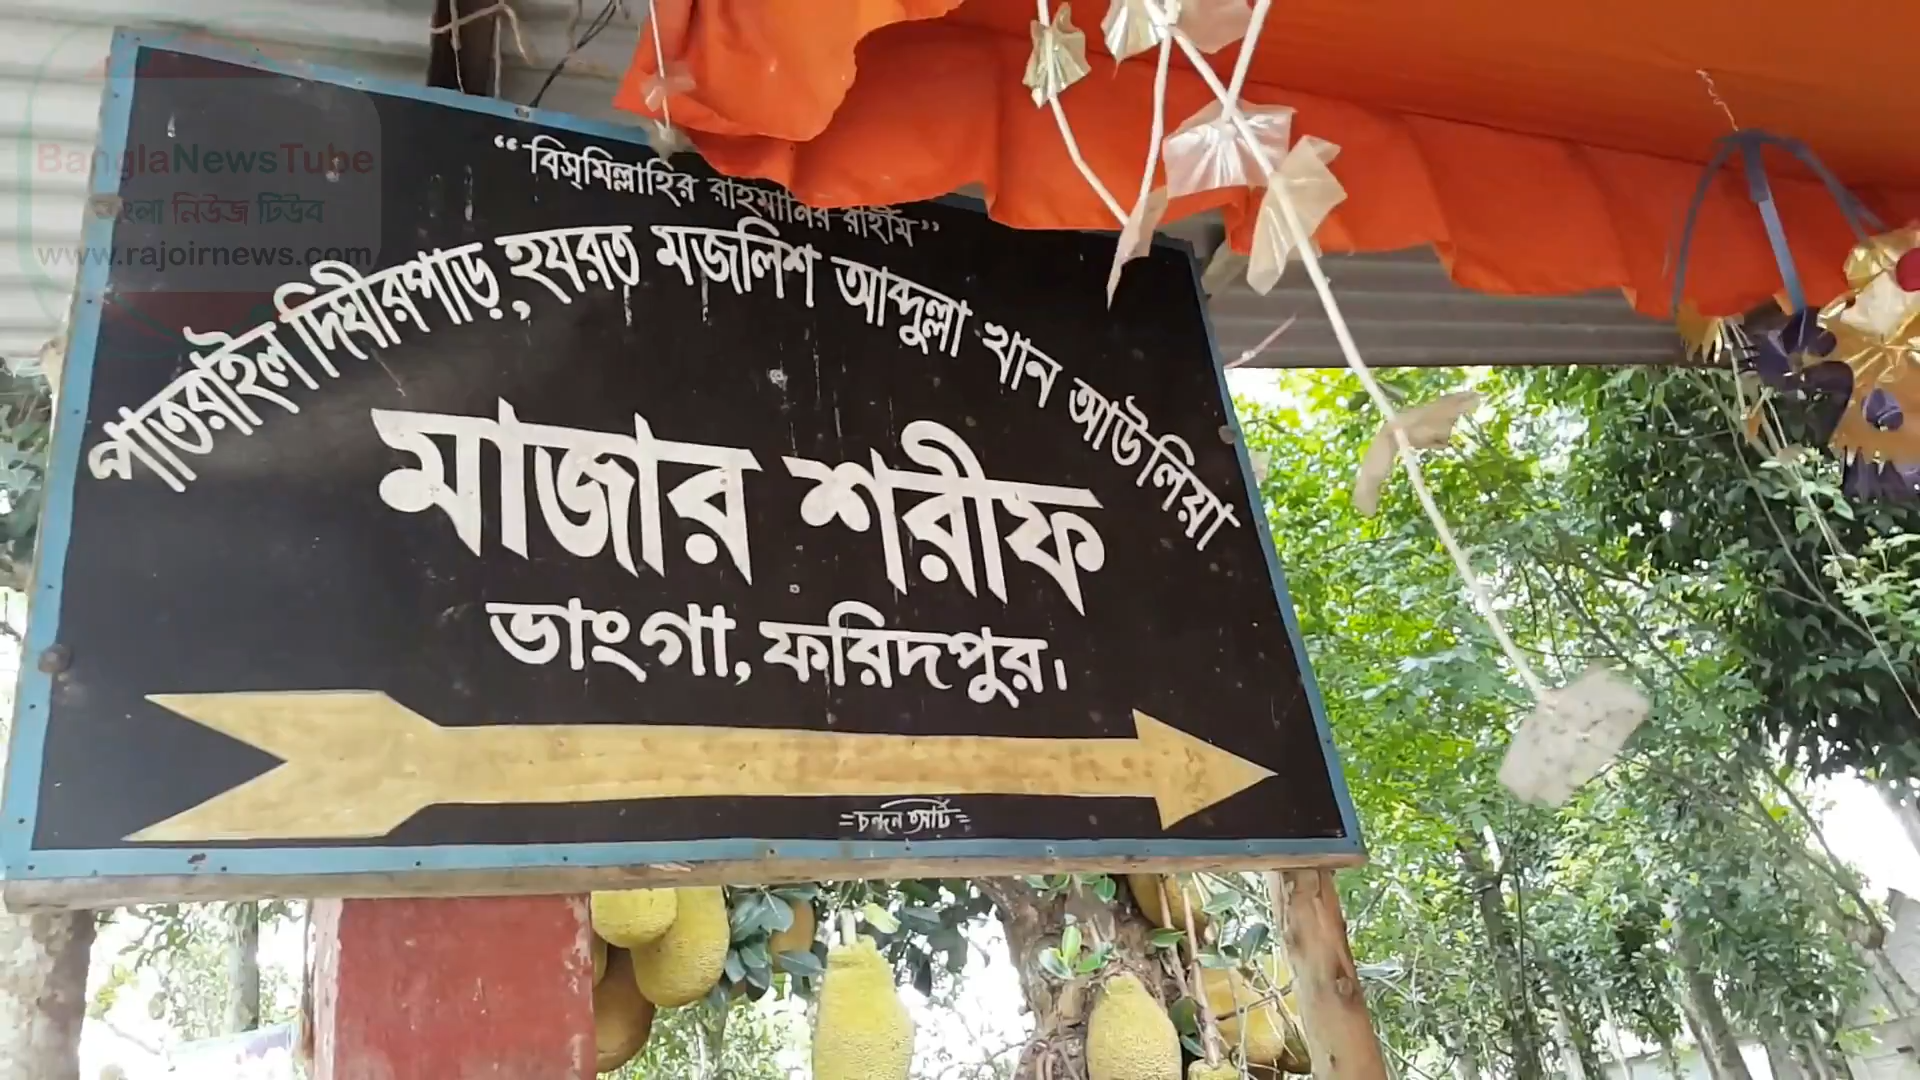 BanglaNewsTube
বাংলা নিউজ টিউব
www.rajoirnews.com
“বিস্‌মিল্লাহির রাহমানির রাহীম”
পাতরাইল দিঘীরপাড়, হযরত মজলিশ আব্দুল্লা খান আউলিয়া
মাজার শরীফ
ভাংগা, ফরিদপুর।
=চন্দন আর্ট=